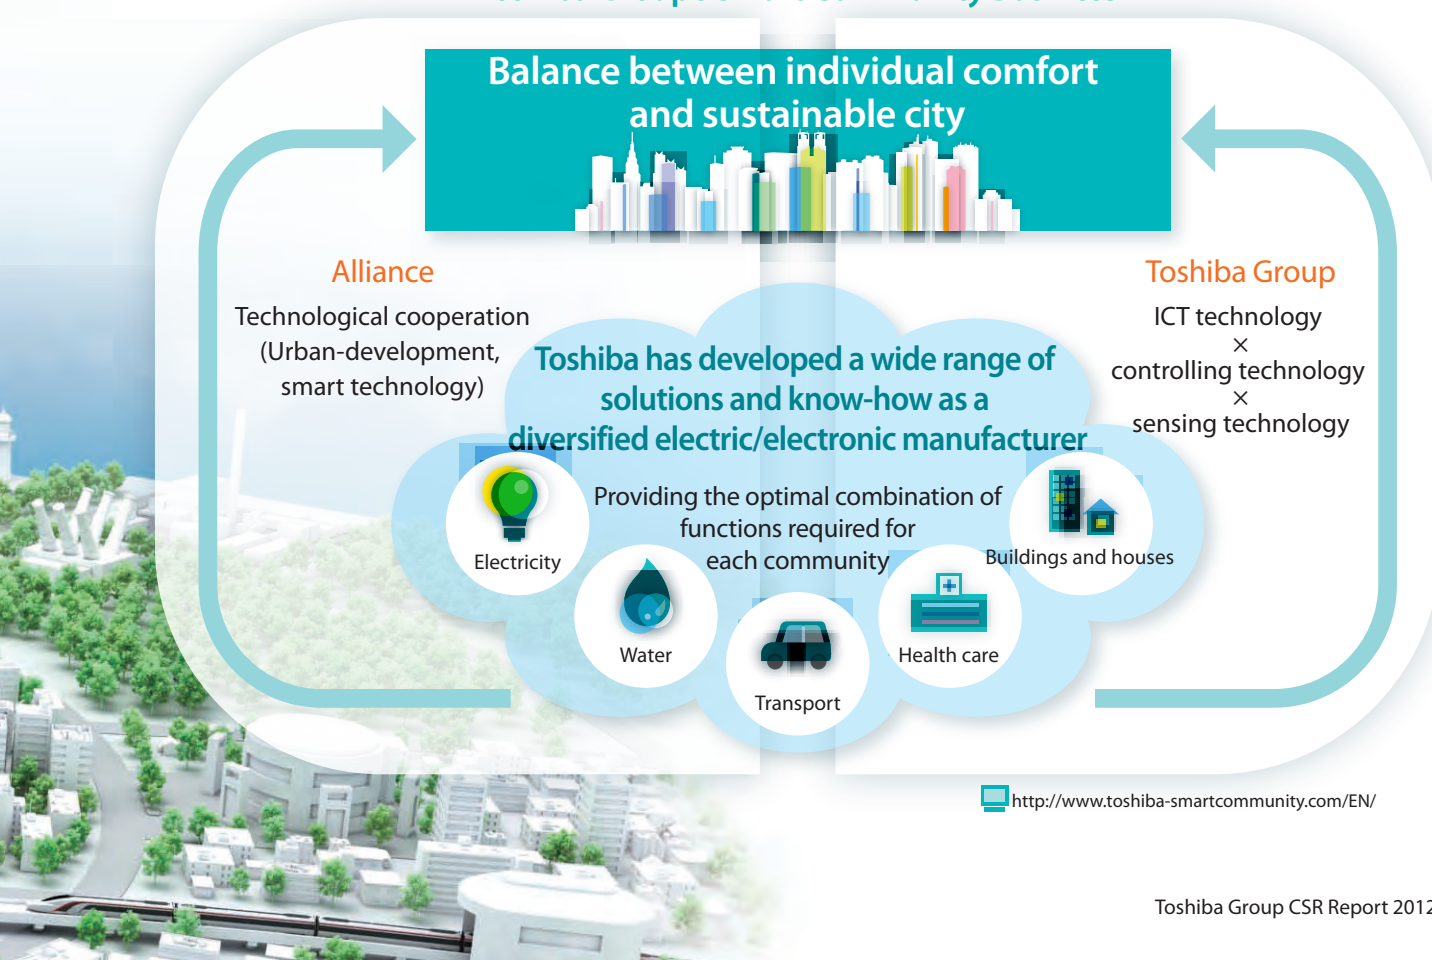 Balance between individual comfort
and sustainable city
Alliance
Technological cooperation
(Urban-development,
smart technology)
Toshiba Group
ICT technology
×
controlling technology
×
sensing technology
Toshiba has developed a wide range of
solutions and know-how as a
diversified electric/electronic manufacturer
Providing the optimal combination of
functions required for
each community
Electricity
Water
Transport
Health care
Buildings and houses
http://www.toshiba-smartcommunity.com/EN/
Toshiba Group CSR Report 2012